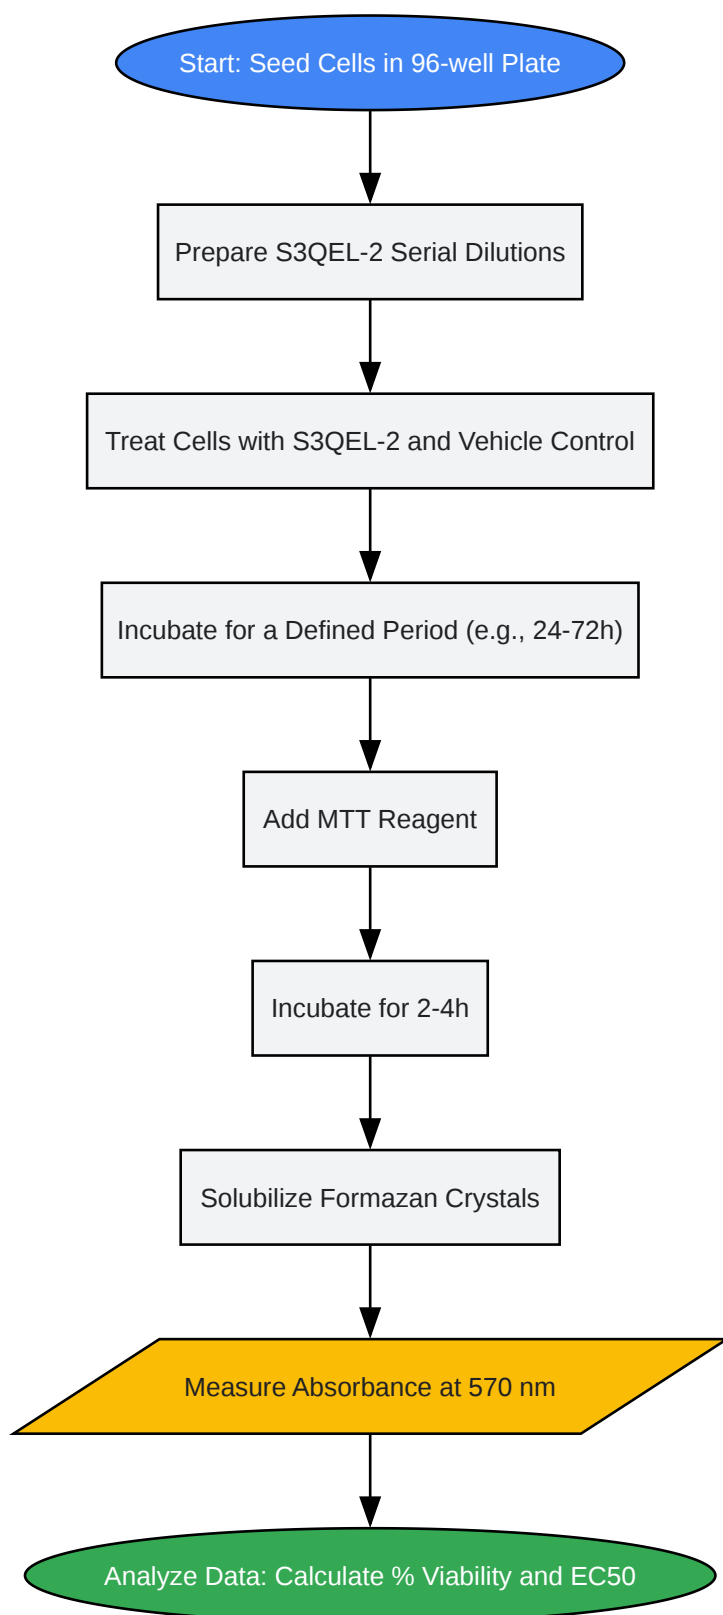 Start: Seed Cells in 96-well Plate
Prepare S3QEL-2 Serial Dilutions
Treat Cells with S3QEL-2 and Vehicle Control
Incubate for a Defined Period (e.g., 24-72h)
Add MTT Reagent
Incubate for 2-4h
Solubilize Formazan Crystals
Measure Absorbance at 570 nm
Analyze Data: Calculate % Viability and EC50